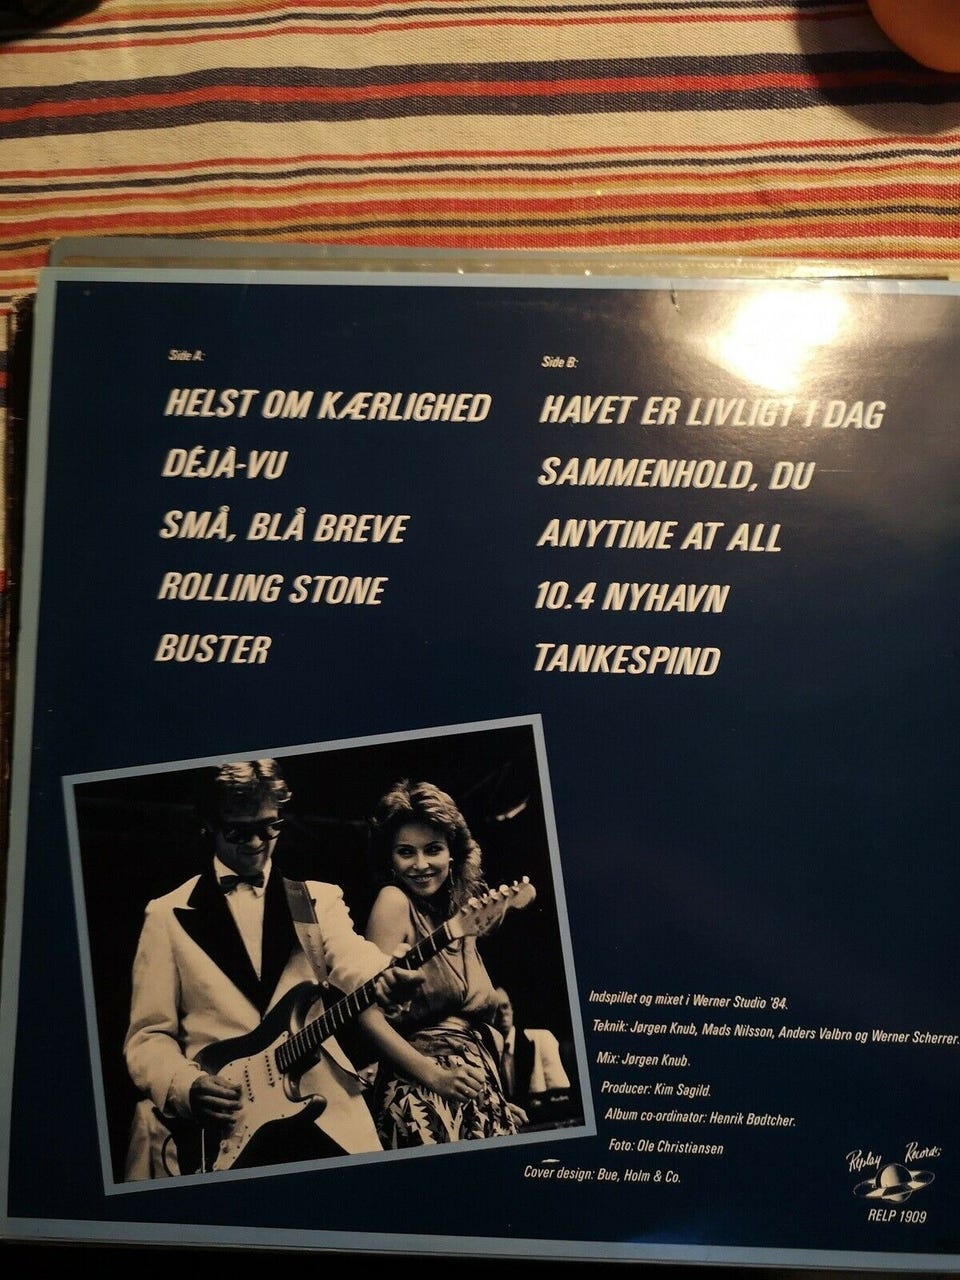 Side A:
HELST OM KÆRLIGHED
DÉJÀ-VU
SMÅ, BLÅ BREVE
ROLLING STONE
BUSTER
Side B:
HAVET ER LIVLIGT I DAG
SAMMENHOLD, DU
ANYTIME AT ALL
10.4 NYHAVN
TANKESPIND
Indspillet og mixet i Werner Studio '84.
Teknik: Jørgen Knub, Mads Nilsson, Anders Valbro og Werner Scherrer.
Mix: Jørgen Knub.
Producer: Kim Sagild.
Album co-ordinator: Henrik Bødtcher.
Foto: Ole Christiansen
Cover design: Bue, Holm & Co.
Replay Records
RELP 1909